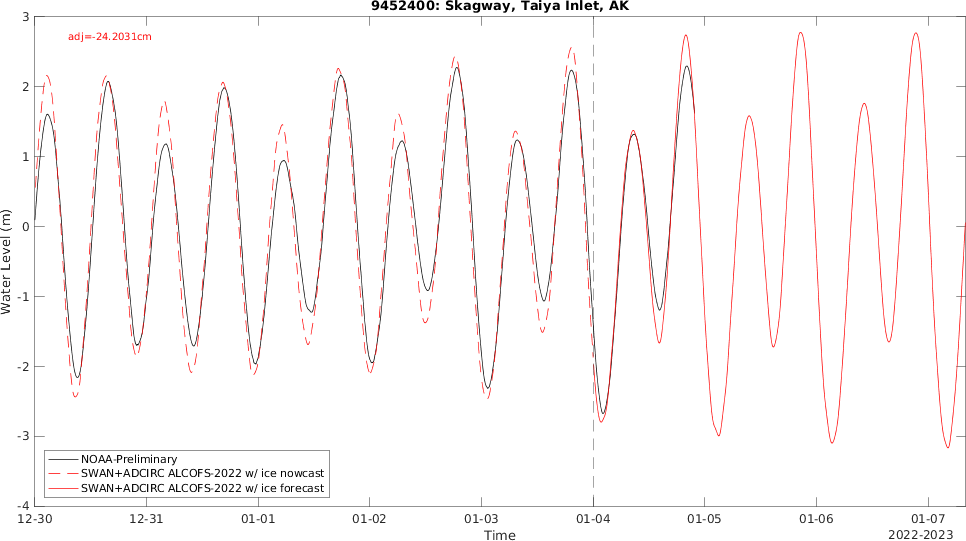 9452400: Skagway, Taiya Inlet, AK
adj=-24.2031cm
3
2
1
0
-1
-2
-3
-4
Water Level (m)
NOAA-Preliminary
SWAN+ADCIRC ALCOFS-2022 w/ ice nowcast
SWAN+ADCIRC ALCOFS-2022 w/ ice forecast
12-30 12-31 01-01 01-02 01-03 01-04 01-05 01-06 01-07
Time
2022-2023